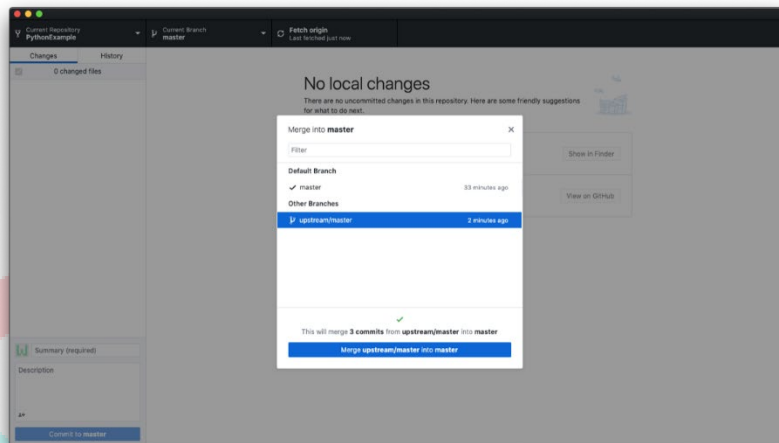 Current Repository
PythonExample
Current Branch
master
Fetch origin
Last fetched just now
Changes
History
0 changed files
No local changes
There are no uncommitted changes in this repository. Here are some friendly suggestions
for what to do next.
Merge into master
Filter
Default Branch
master
33 minutes ago
Other Branches
upstream/master
2 minutes ago
This will merge 3 commits from upstream/master into master
Merge upstream/master into master
Show in Finder
View on GitHub
Summary (required)
Description
Commit to master